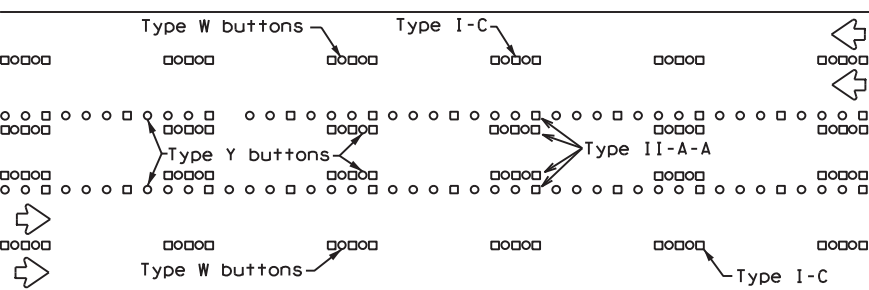 Type W buttons
Type I-C
Type Y buttons
Type II-A-A
Type W buttons
Type I-C